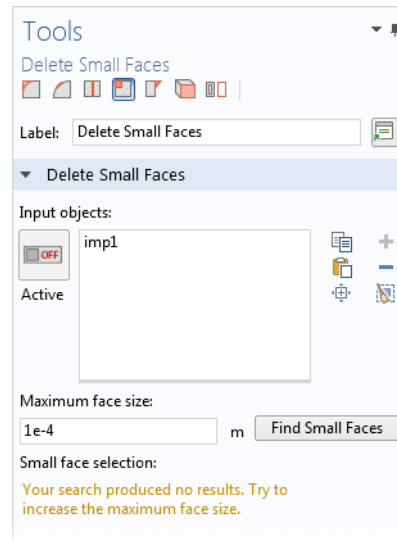 Tools
Delete Small Faces
Label: Delete Small Faces
Delete Small Faces
Input objects:
imp1
OFF
Active
Maximum face size:
1e-4 m Find Small Faces
Small face selection:
Your search produced no results. Try to
increase the maximum face size.